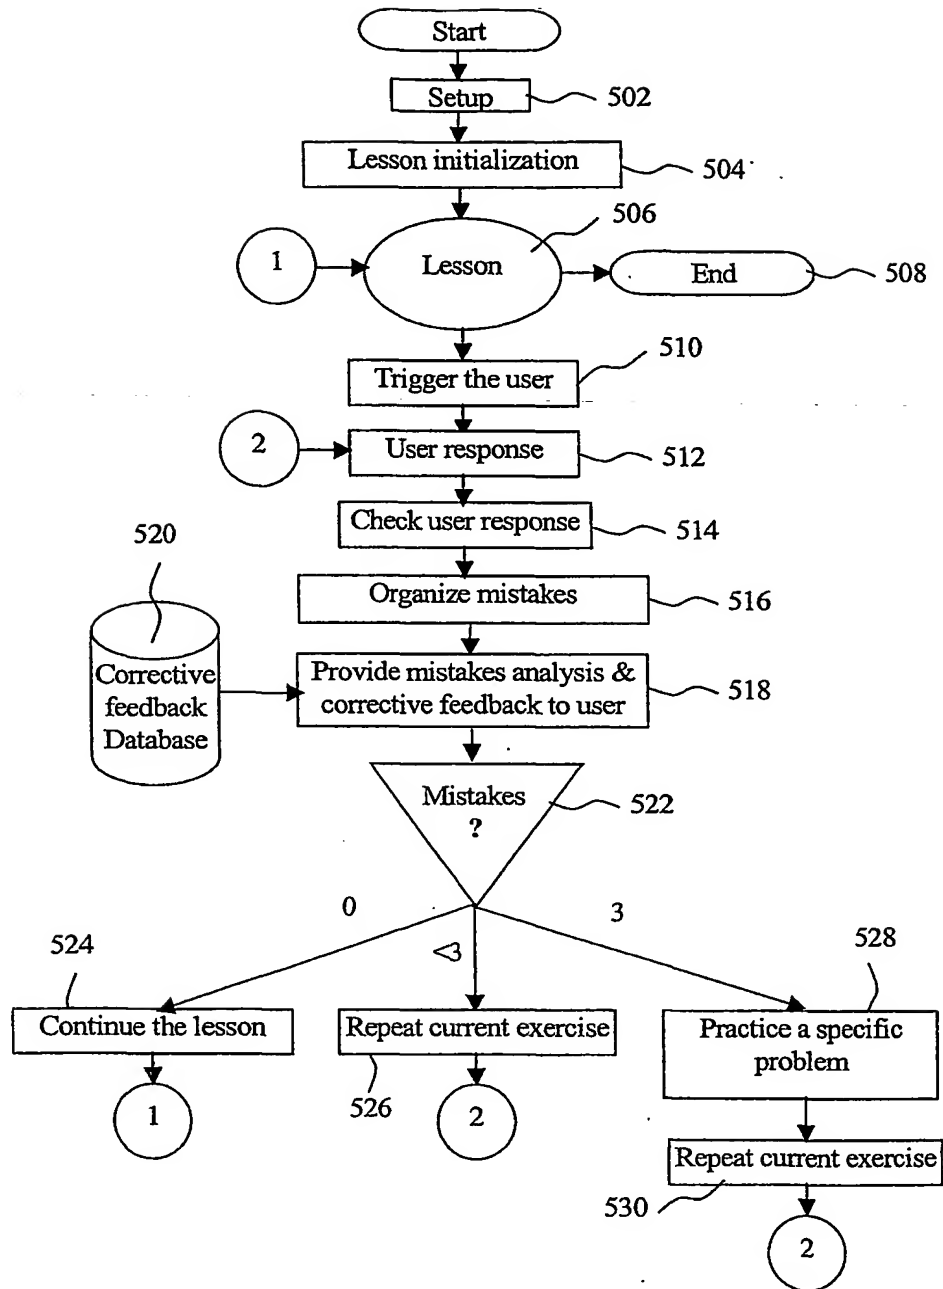 Start
Setup
502
Lesson initialization
504
506
1
Lesson
End
508
510
Trigger the user
2
User response
512
Check user response
514
520
Organize mistakes
516
Corrective
feedback
Database
Provide mistakes analysis &
corrective feedback to user
518
Mistakes
?
522
0
<3
3
524
528
Continue the lesson
Repeat current exercise
Practice a specific
problem
526
1
2
Repeat current exercise
530
2